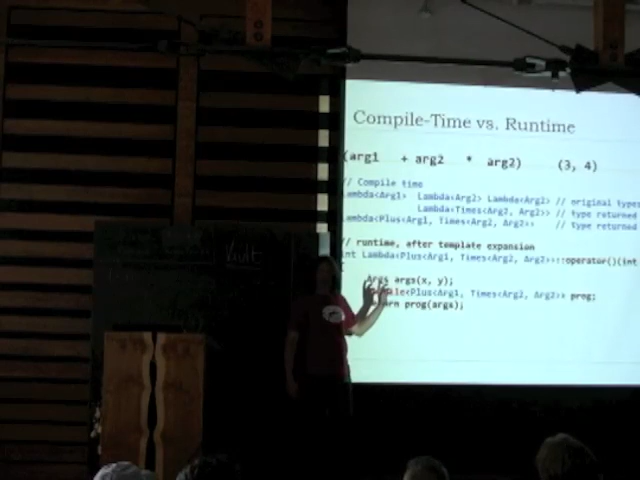 Compile-Time vs. Runtime
(arg1 + arg2 * arg2) (3, 4)
// Compile time
Lambda<Arg1> Lambda<Arg2> Lambda<Arg2> // original types
Lambda<Times<Arg2, Arg2>> // type returned
Lambda<Plus<Arg1, Times<Arg2, Arg2>> // type returned
// runtime, after template expansion
int Lambda<Plus<Arg1, Times<Arg2, Arg2>>>::operator()(int
Args args(x, y);
<Plus<Arg1, Times<Arg2, Arg2>> prog;
prog(args);
Vault